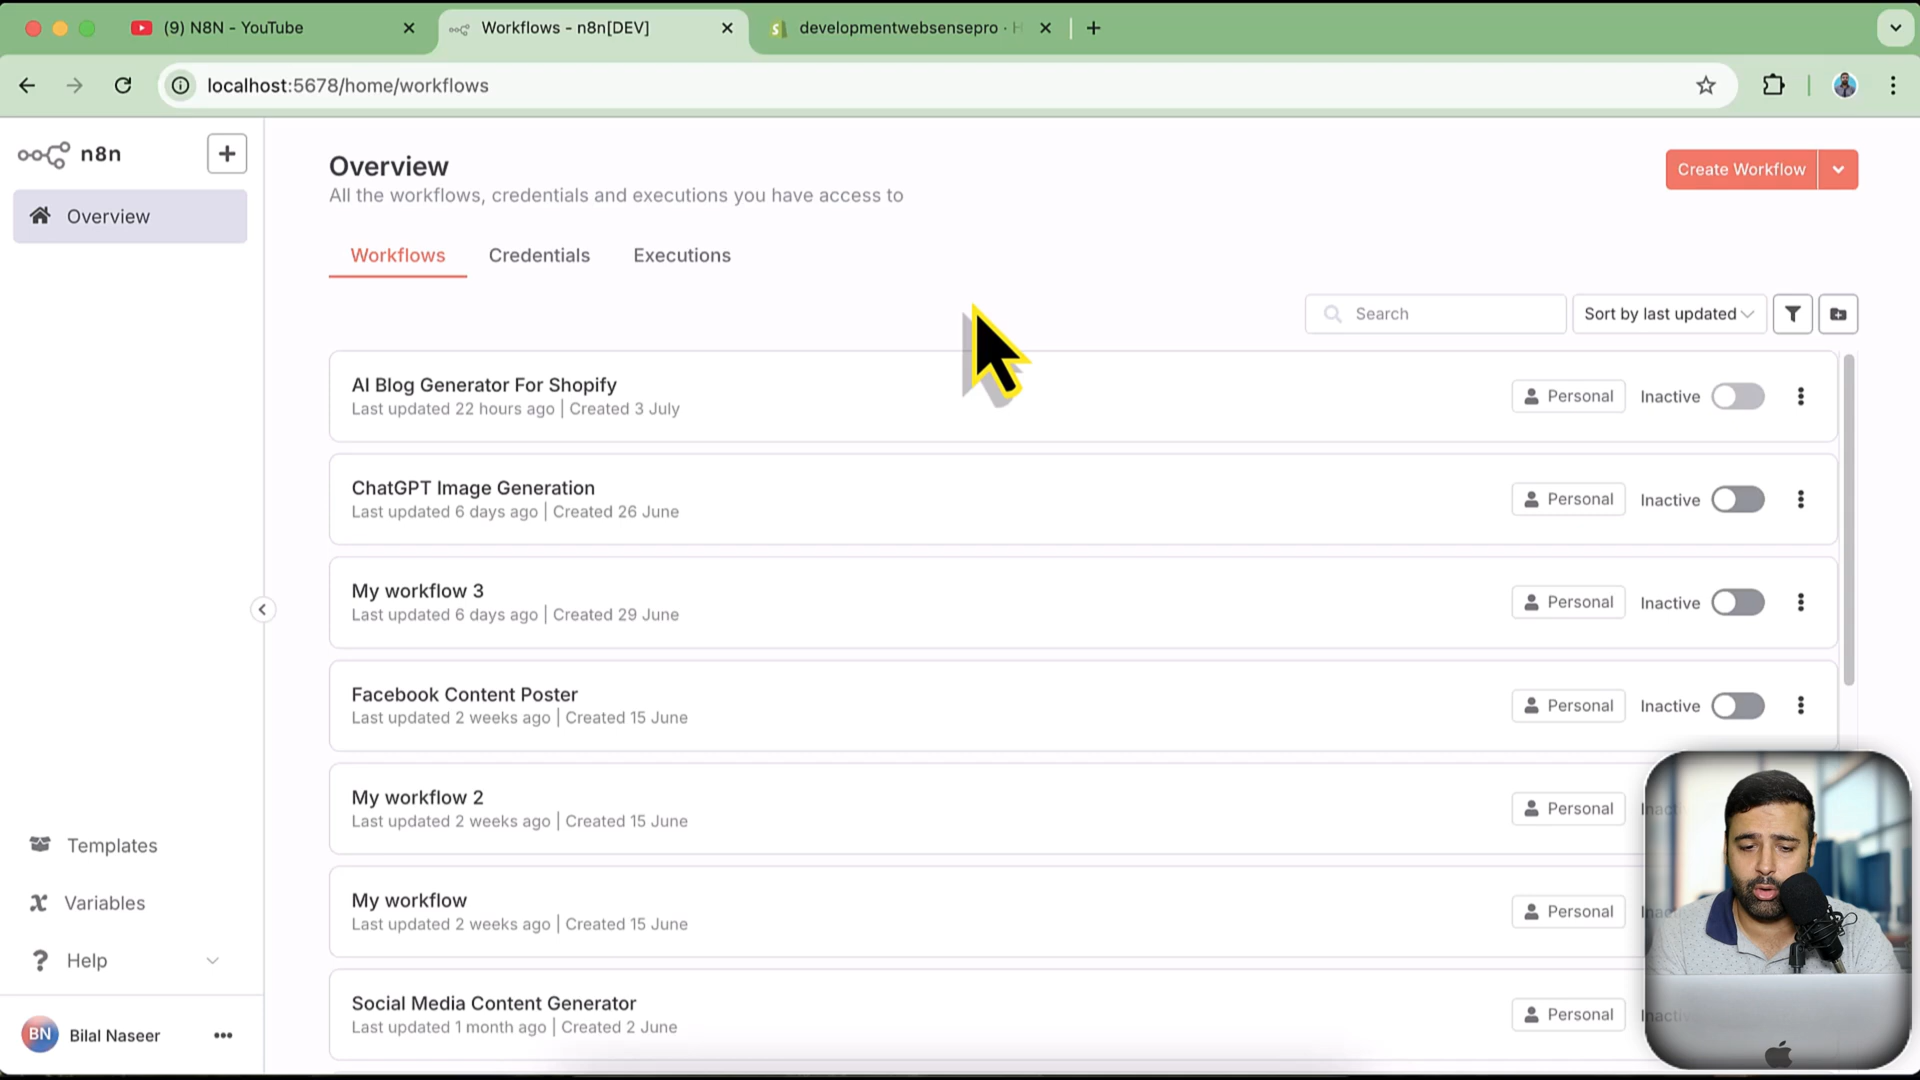 (9) N8N - YouTube
Workflows - n8n[DEV]
developmentwebsensepro · H
localhost:5678/home/workflows
n8n
Overview
Overview
All the workflows, credentials and executions you have access to
Create Workflow
Workflows
Credentials
Executions
Search
Sort by last updated
AI Blog Generator For Shopify
Last updated 22 hours ago | Created 3 July
Personal
Inactive
ChatGPT Image Generation
Last updated 6 days ago | Created 26 June
Personal
Inactive
My workflow 3
Last updated 6 days ago | Created 29 June
Personal
Inactive
Facebook Content Poster
Last updated 2 weeks ago | Created 15 June
Personal
Inactive
My workflow 2
Last updated 2 weeks ago | Created 15 June
Personal
My workflow
Last updated 2 weeks ago | Created 15 June
Personal
Social Media Content Generator
Last updated 1 month ago | Created 2 June
Personal
Templates
Variables
Help
BN
Bilal Naseer